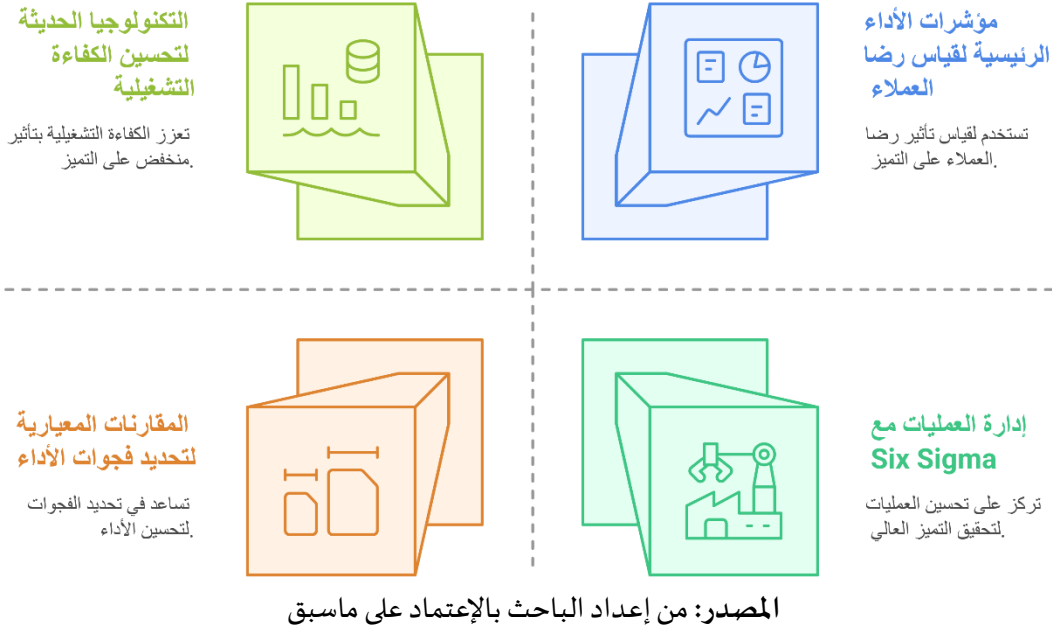 مؤشرات الأداء
الرئيسية لقياس رضا
العملاء
تستخدم لقياس تأثير رضا
العملاء على التميز.
التكنولوجيا الحديثة
لتحسين الكفاءة
التشغيلية
تعزز الكفاءة التشغيلية بتأثير
منخفض على التميز.
إدارة العمليات مع
Six Sigma
تركز على تحسين العمليات
لتحقيق التميز العالي.
المقارنات المعيارية
لتحديد فجوات الأداء
تساعد في تحديد الفجوات
لتحسين الأداء.
المصدر: من إعداد الباحث بالإعتماد على ماسبق